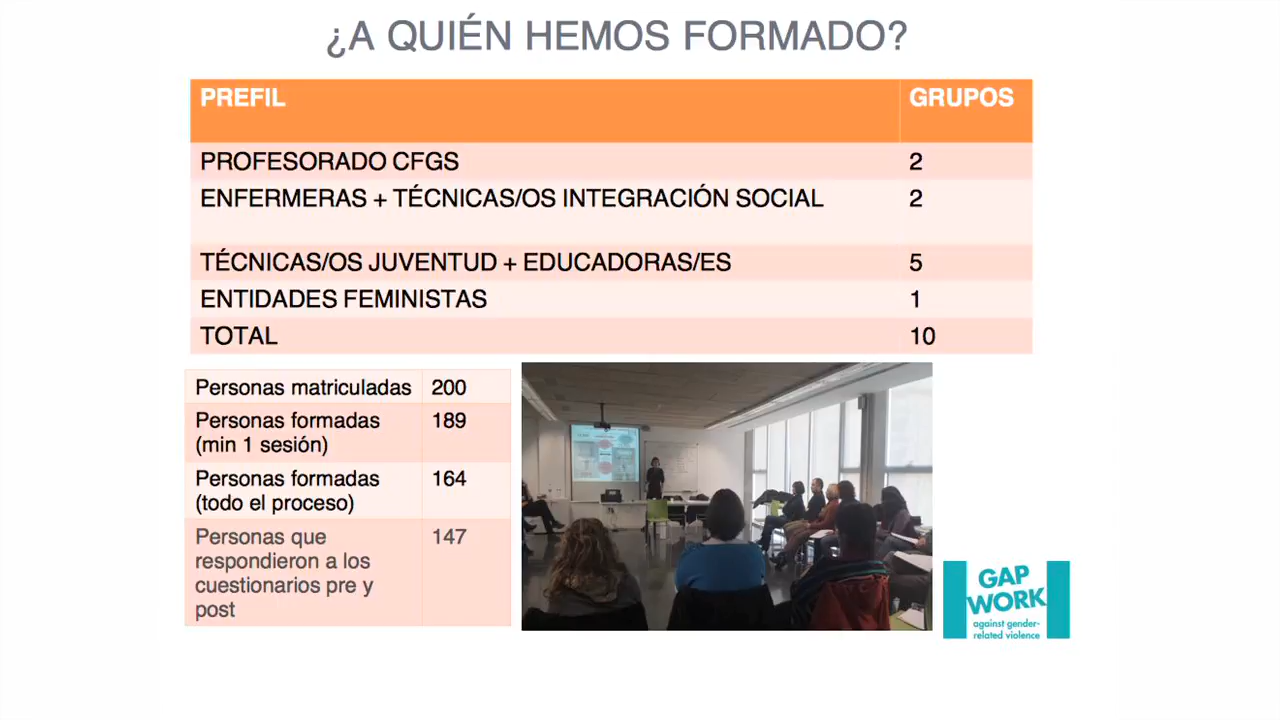 ¿A QUIÉN HEMOS FORMADO?
PREFIL GRUPOS
PROFESORADO CFGS 2
ENFERMERAS + TÉCNICAS/OS INTEGRACIÓN SOCIAL 2
TÉCNICAS/OS JUVENTUD + EDUCADORAS/ES 5
ENTIDADES FEMINISTAS 1
TOTAL 10
Personas matriculadas 200
Personas formadas 189
(min 1 sesión)
Personas formadas 164
(todo el proceso)
Personas que 147
respondieron a los
cuestionarios pre y
post
GAP
WORK
against gender-
related violence